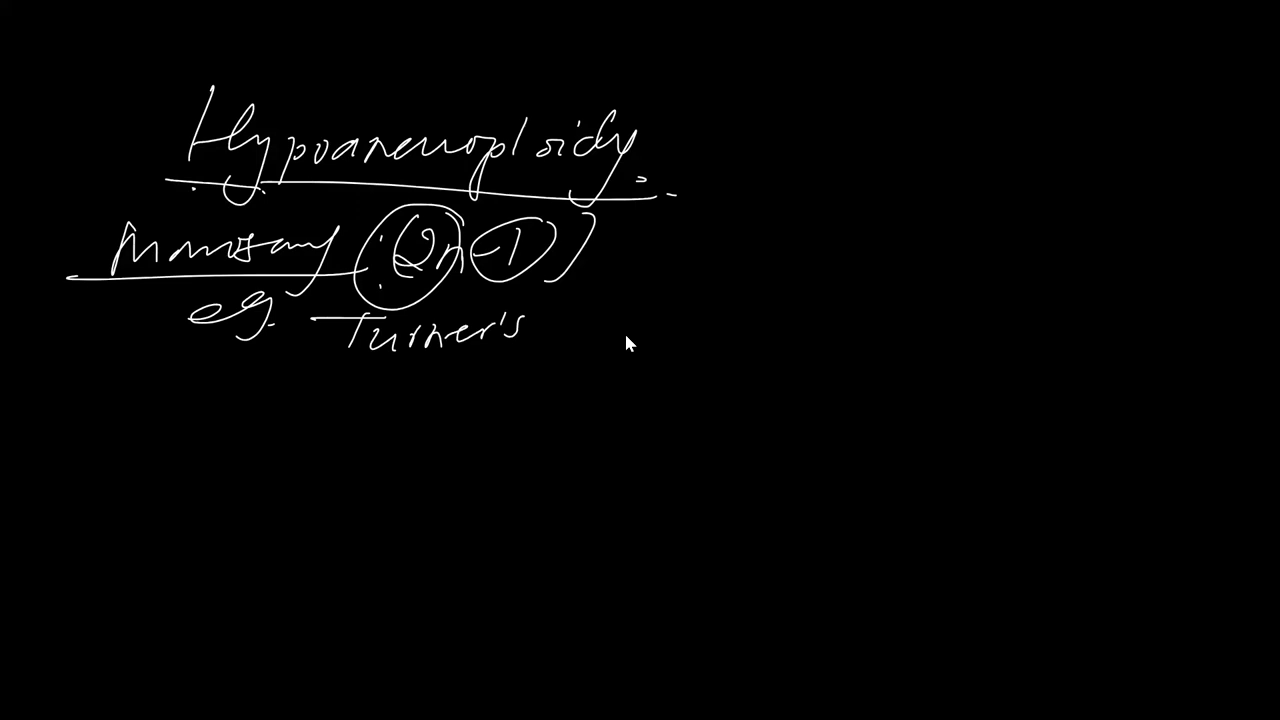 Hypoaneuploidy :-
Monosomy : (2n-1)
eg. Turner's